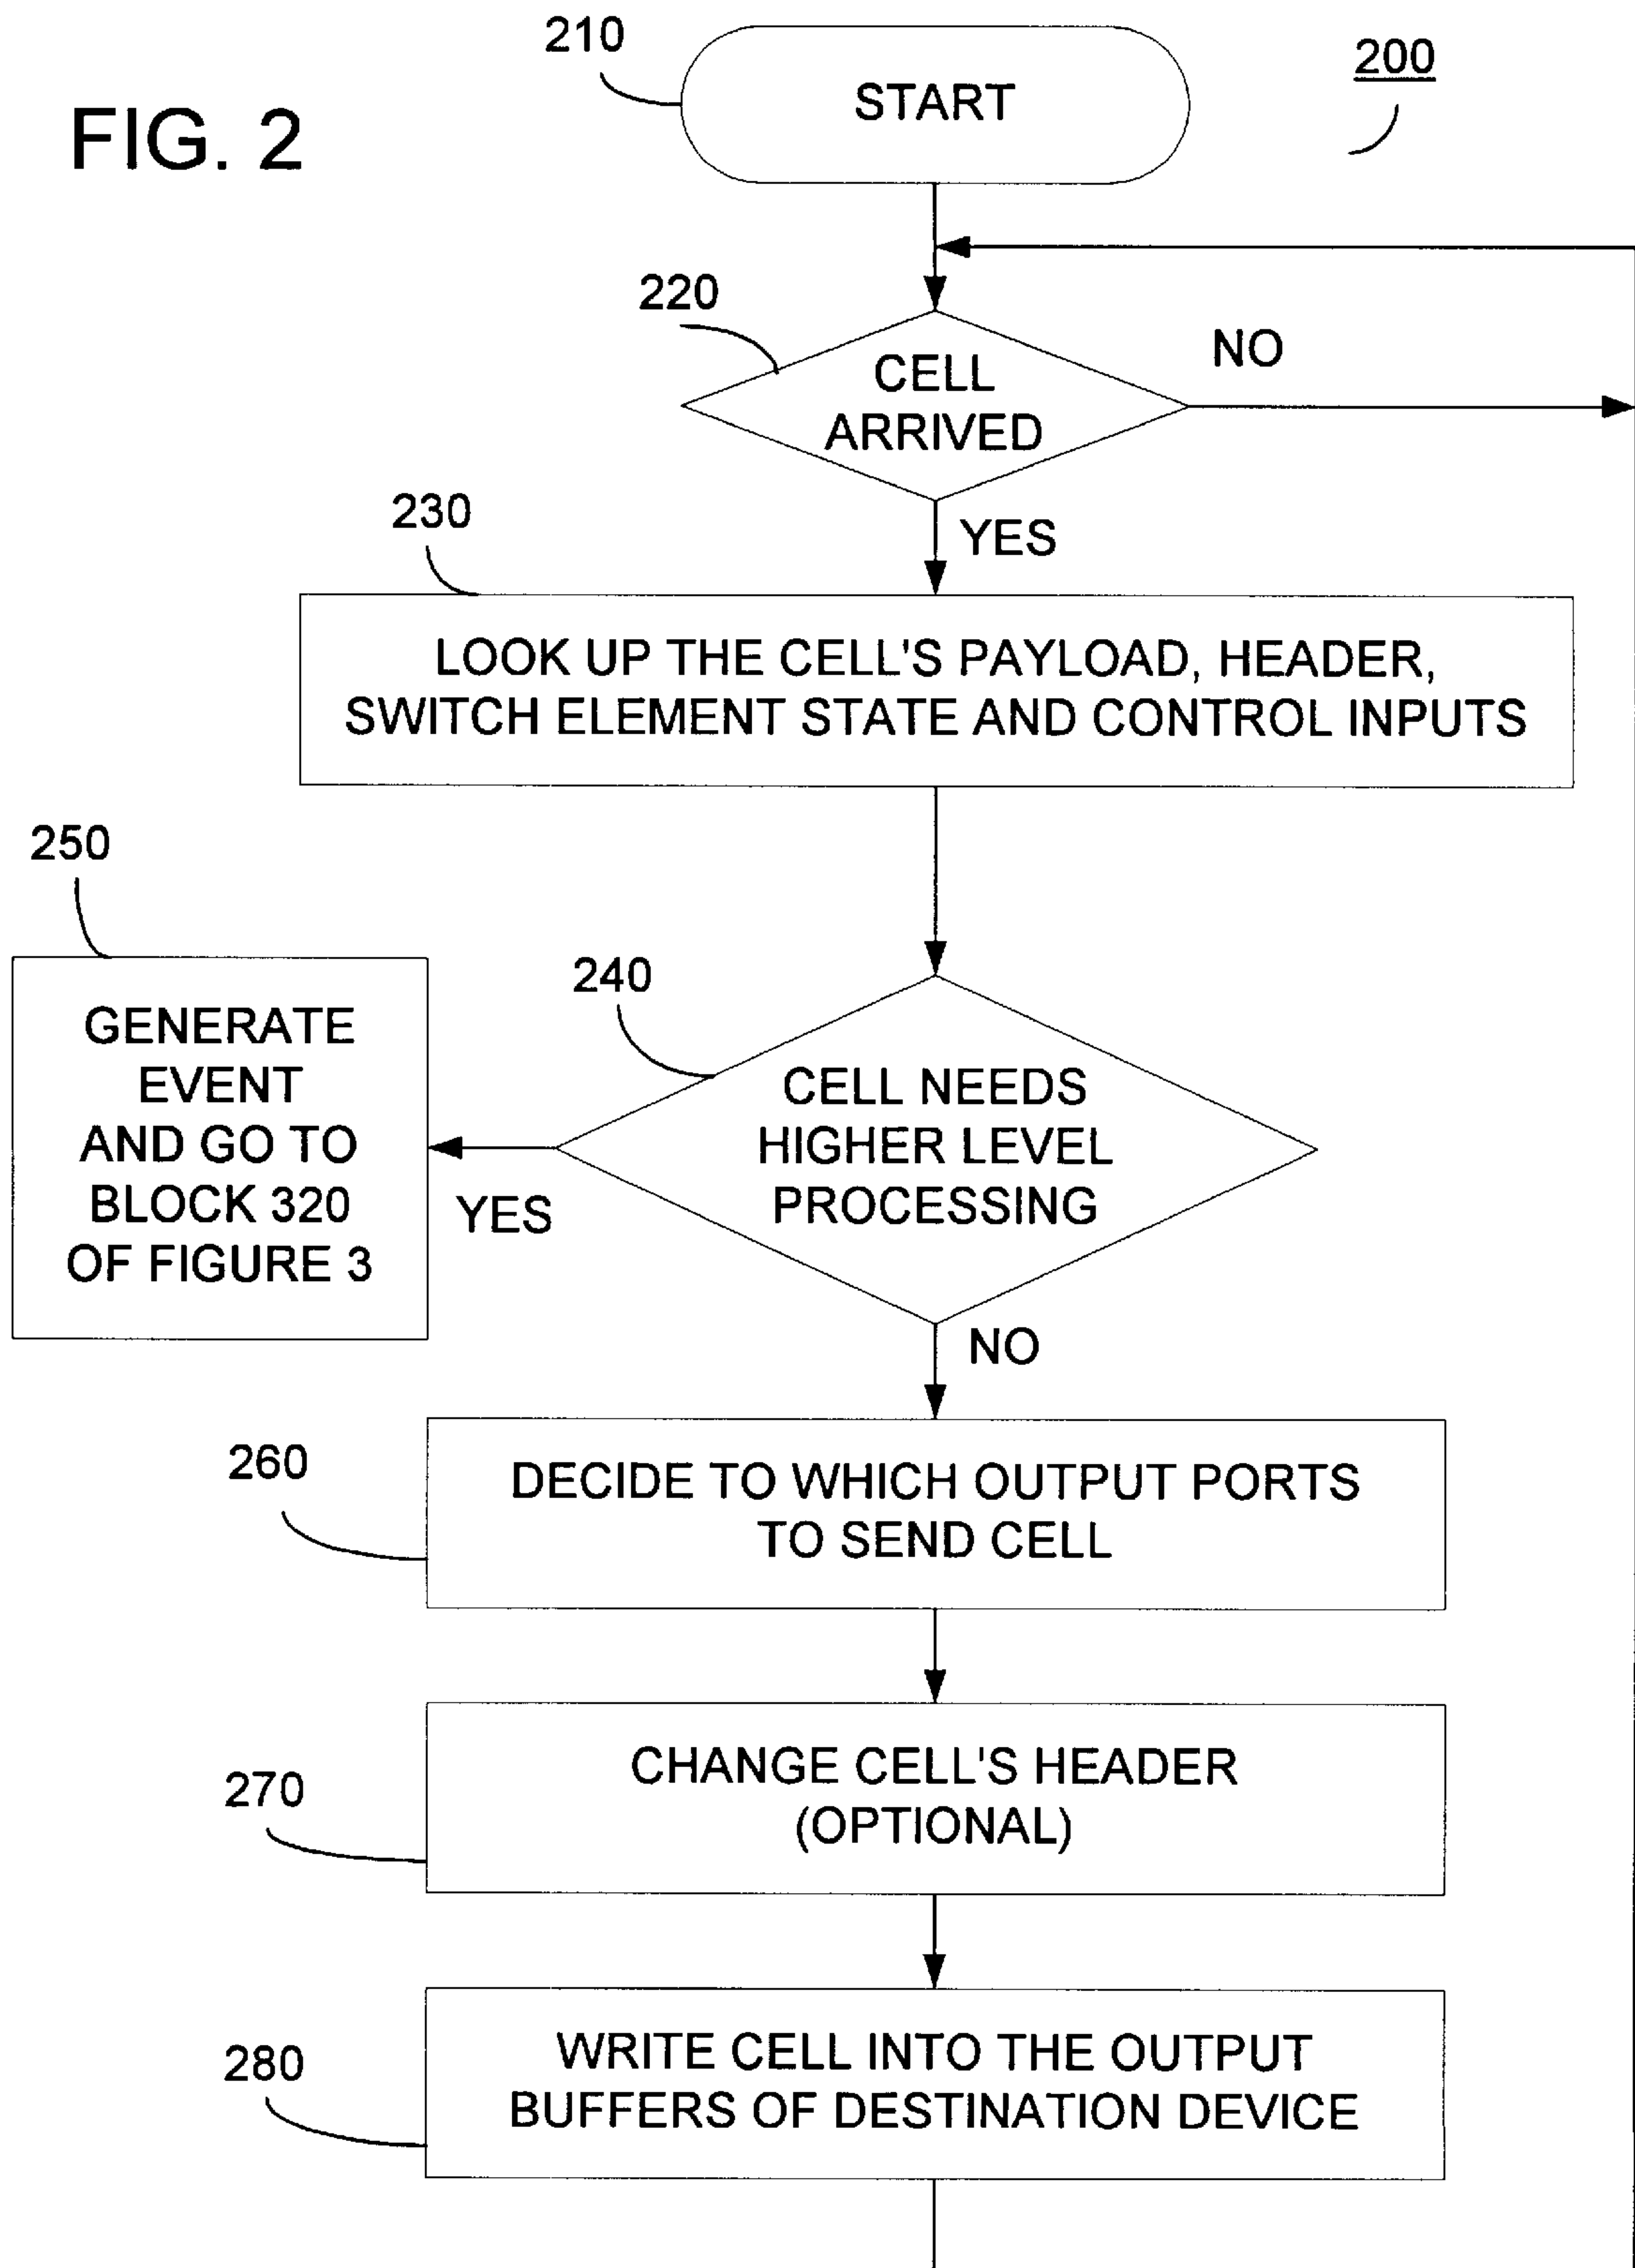 FIG. 2
210
START
200
220
CELL
ARRIVED
NO
YES
230
LOOK UP THE CELL'S PAYLOAD, HEADER,
SWITCH ELEMENT STATE AND CONTROL INPUTS
250
GENERATE
EVENT
AND GO TO
BLOCK 320
OF FIGURE 3
240
CELL NEEDS
HIGHER LEVEL
PROCESSING
YES
NO
260
DECIDE TO WHICH OUTPUT PORTS
TO SEND CELL
270
CHANGE CELL'S HEADER
(OPTIONAL)
280
WRITE CELL INTO THE OUTPUT
BUFFERS OF DESTINATION DEVICE